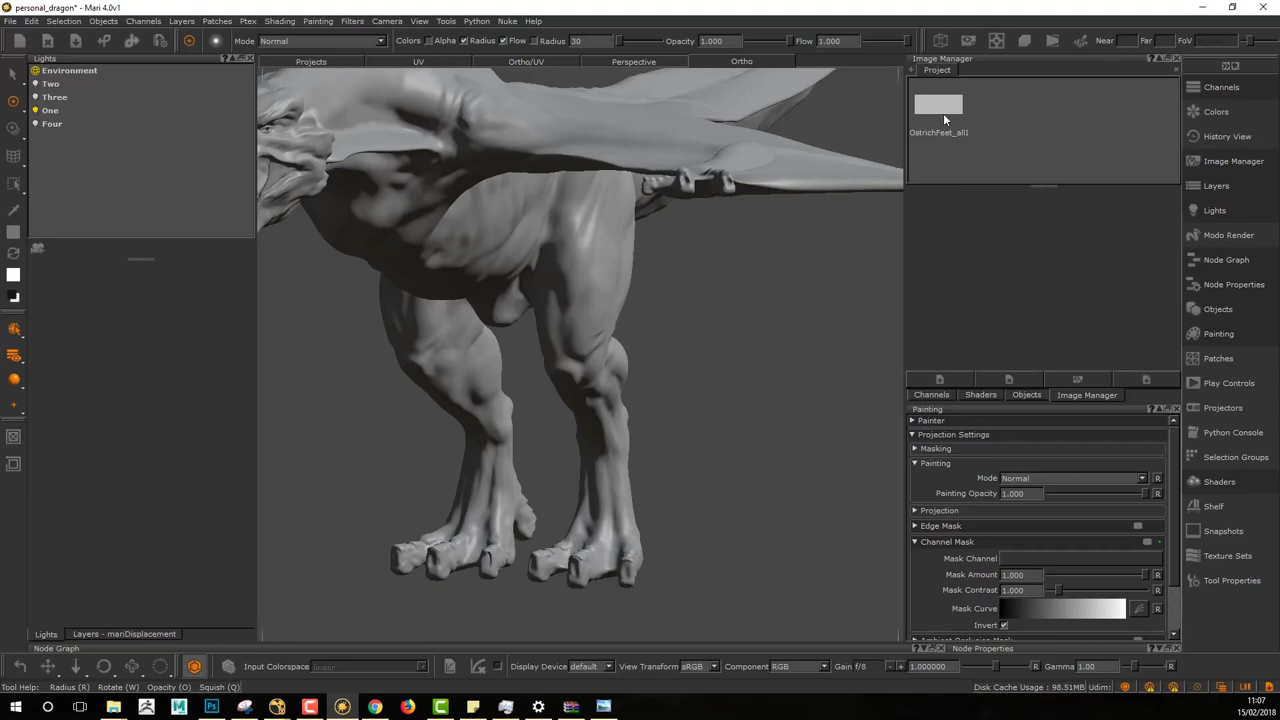 personal_dragon* - Mari 4.0v1
File Edit Selection Objects Channels Layers Patches Ptex Shading Painting Filters Camera View Tools Python Nuke Help
Mode Normal Colors Alpha Radius Flow Radius 30 Opacity 1.000 Flow 1.000 Near Far FoV
Lights
Environment
Two
Three
One
Four
Projects UV Ortho/UV Perspective Ortho
Image Manager
Project
OstrichFeet_allI
Channels
Colors
History View
Image Manager
Layers
Lights
Modo Render
Node Graph
Node Properties
Objects
Painting
Patches
Play Controls
Projectors
Python Console
Selection Groups
Shaders
Shelf
Snapshots
Texture Sets
Tool Properties
Channels Shaders Objects Image Manager
Painting
Painter
Projection Settings
Masking
Painting
Mode Normal R
Painting Opacity 1.000 R
Projection
Edge Mask
Channel Mask
Mask Channel
Mask Amount 1.000 R
Mask Contrast 1.000 R
Mask Curve R
Invert
Ambient Occlusion Mask
Lights Layers - mariDisplacement
Node Graph
Node Properties
Input Colorspace linear Display Device default View Transform sRGB Component RGB Gain f/8 - + 1.000000 R Gamma 1.00 R
Tool Help: Radius (R) Rotate (W) Opacity (O) Squish (Q)
Disk Cache Usage : 98.51MB Udim:
11:07
15/02/2018